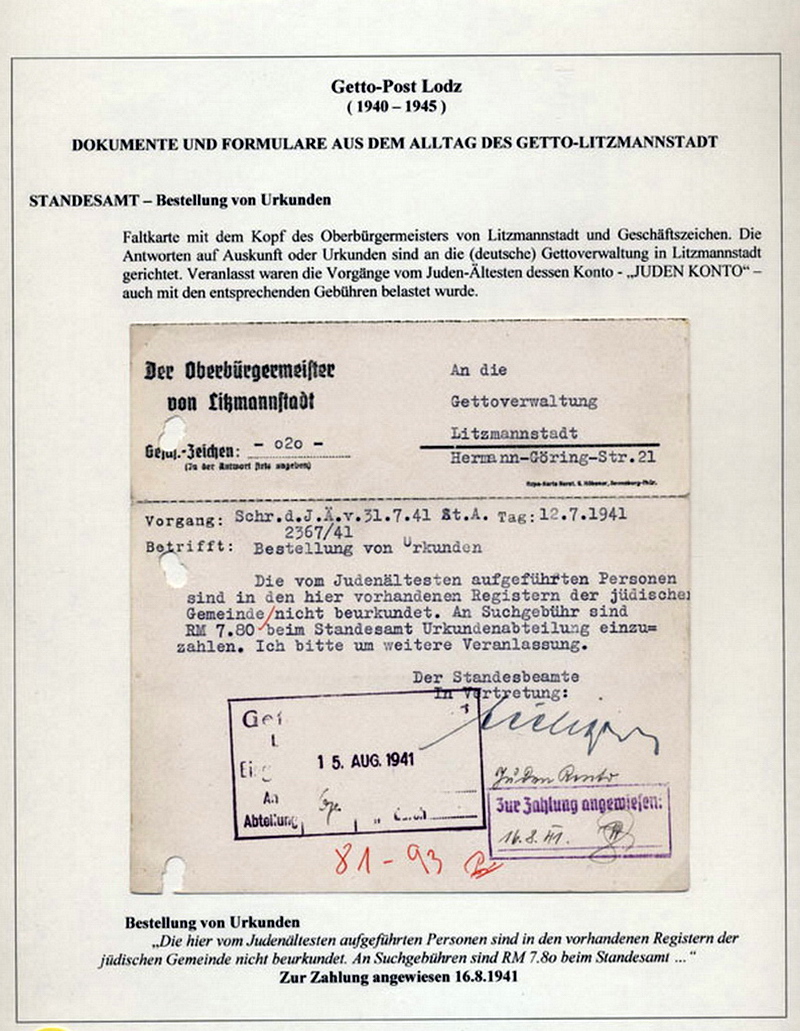 Getto-Post Lodz
( 1940 – 1945 )
DOKUMENTE UND FORMULARE AUS DEM ALLTAG DES GETTO-LITZMANNSTADT
STANDESAMT – Bestellung von Urkunden
Faltkarte mit dem Kopf des Oberbürgermeisters von Litzmannstadt und Geschäftszeichen. Die
Antworten auf Auskunft oder Urkunden sind an die (deutsche) Gettoverwaltung in Litzmannstadt
gerichtet. Veranlasst waren die Vorgänge vom Juden-Ältesten dessen Konto - „JUDEN KONTO“ –
auch mit den entsprechenden Gebühren belastet wurde.
Der Oberbürgermeister
von Litzmannstadt
Gesch.-Zeichen: - o2o -
(In der Antwort stets angeben)
An die
Gettoverwaltung
Litzmannstadt
Hermann-Göring-Str.21
Vorgang: Schr.d.J.Ä.v.31.7.41 St.A. Tag:12.7.1941
2367/41
Betrifft: Bestellung von Urkunden
Die vom Judenältesten aufgeführten Personen
sind in den hier vorhandenen Registern der jüdischen
Gemeinde/nicht beurkundet. An Suchgebühr sind
RM 7.80 beim Standesamt Urkundenabteilung einzu=
zahlen. Ich bitte um weitere Veranlassung.
Der Standesbeamte
In Vertretung:
Get
15. AUG. 1941
An
Abteilung
Juden Konto
Zur Zahlung angewiesen:
16.8.41.
81-93
Bestellung von Urkunden
„Die hier vom Judenältesten aufgeführten Personen sind in den vorhandenen Registern der
jüdischen Gemeinde nicht beurkundet. An Suchgebühren sind RM 7.8o beim Standesamt ...“
Zur Zahlung angewiesen 16.8.1941